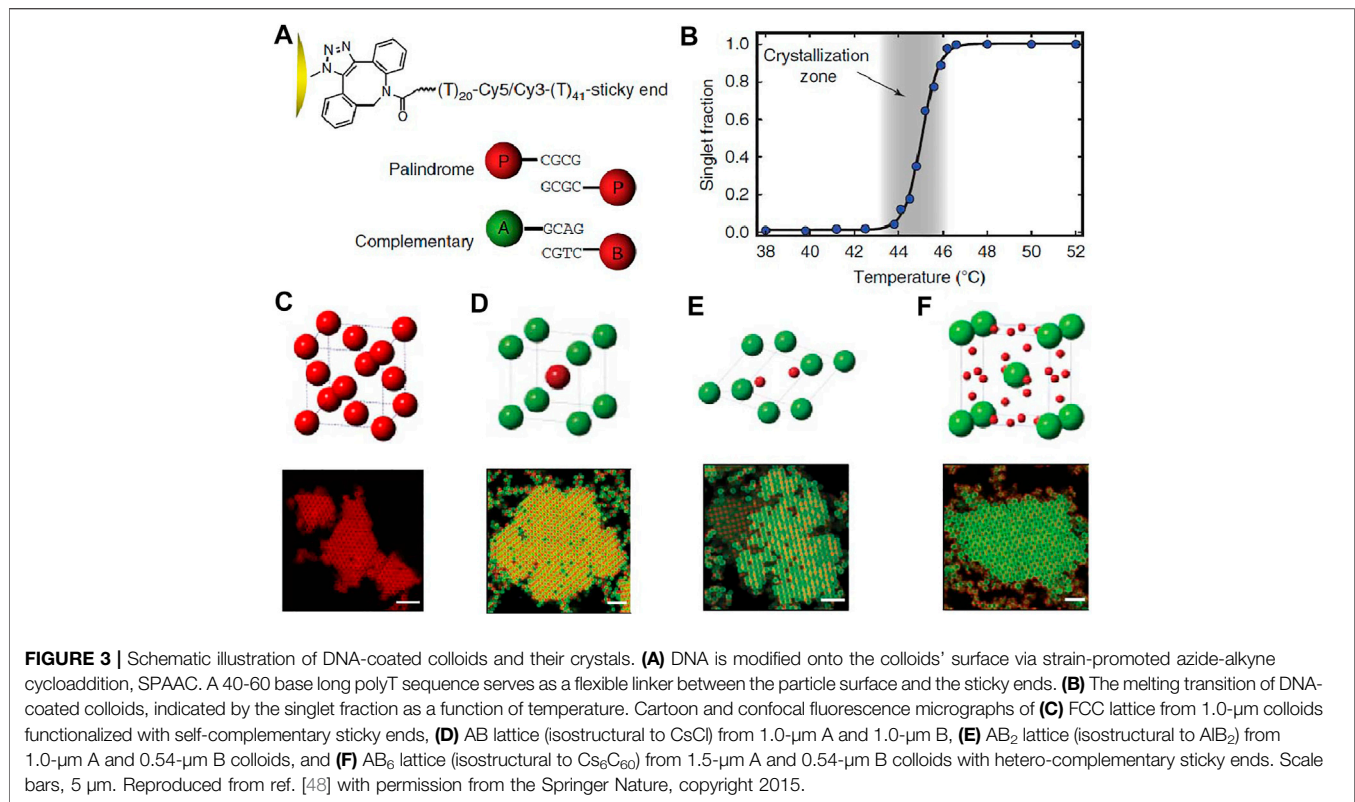 A
N
N
N
N
O
(T)20-Cy5/Cy3-(T)41-sticky end
Palindrome
P
CGCG
GCGC
P
Complementary
A
GCAG
CGTC
B
B
Crystallization
zone
Singlet fraction
1.0
0.8
0.6
0.4
0.2
0.0
38 40 42 44 46 48 50 52
Temperature (°C)
C
D
E
F
FIGURE 3 | Schematic illustration of DNA-coated colloids and their crystals. (A) DNA is modified onto the colloids' surface via strain-promoted azide-alkyne
cycloaddition, SPAAC. A 40-60 base long polyT sequence serves as a flexible linker between the particle surface and the sticky ends. (B) The melting transition of DNA-
coated colloids, indicated by the singlet fraction as a function of temperature. Cartoon and confocal fluorescence micrographs of (C) FCC lattice from 1.0-μm colloids
functionalized with self-complementary sticky ends, (D) AB lattice (isostructural to CsCl) from 1.0-μm A and 1.0-μm B, (E) AB2 lattice (isostructural to AlB2) from
1.0-μm A and 0.54-μm B colloids, and (F) AB6 lattice (isostructural to Cs6C60) from 1.5-μm A and 0.54-μm B colloids with hetero-complementary sticky ends. Scale
bars, 5 μm. Reproduced from ref. [48] with permission from the Springer Nature, copyright 2015.